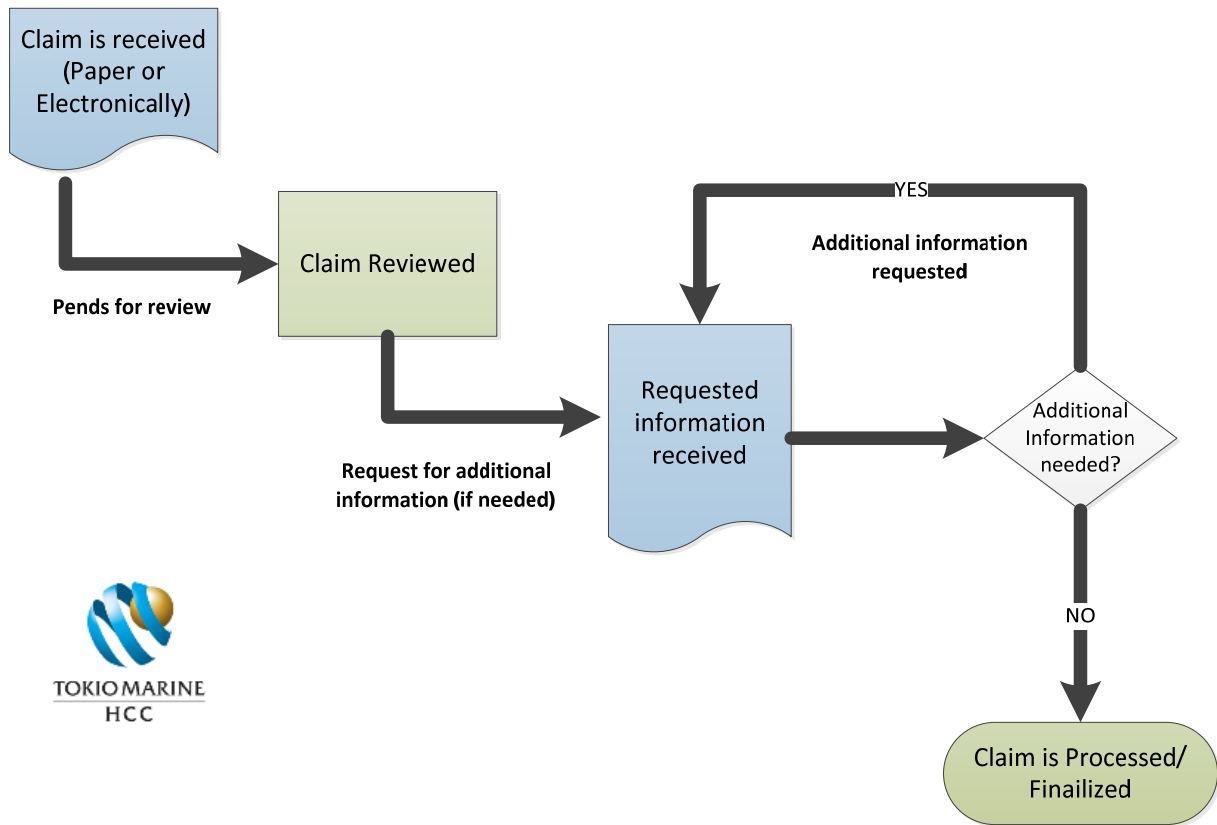 Claim is received
(Paper or
Electronically)
Pends for review
Claim Reviewed
Request for additional
information (if needed)
Requested
information
received
YES
Additional information
requested
Additional
Information
needed?
NO
Claim is Processed/
Finailized
TOKIO MARINE
HCC